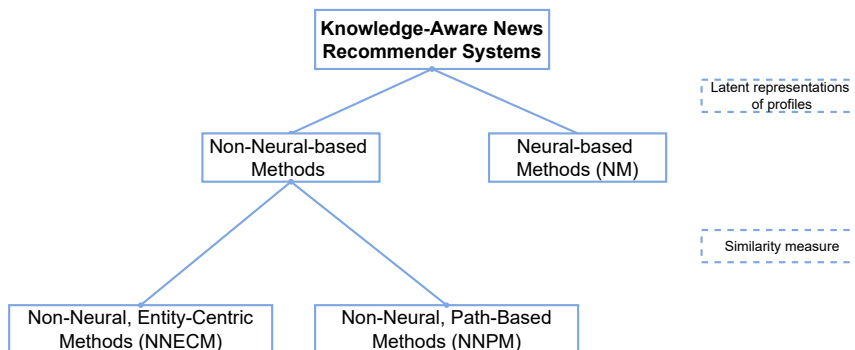 Knowledge-Aware News
Recommender Systems
Latent representations
of profiles
Non-Neural-based
Methods
Neural-based
Methods (NM)
Similarity measure
Non-Neural, Entity-Centric
Methods (NNECM)
Non-Neural, Path-Based
Methods (NNPM)